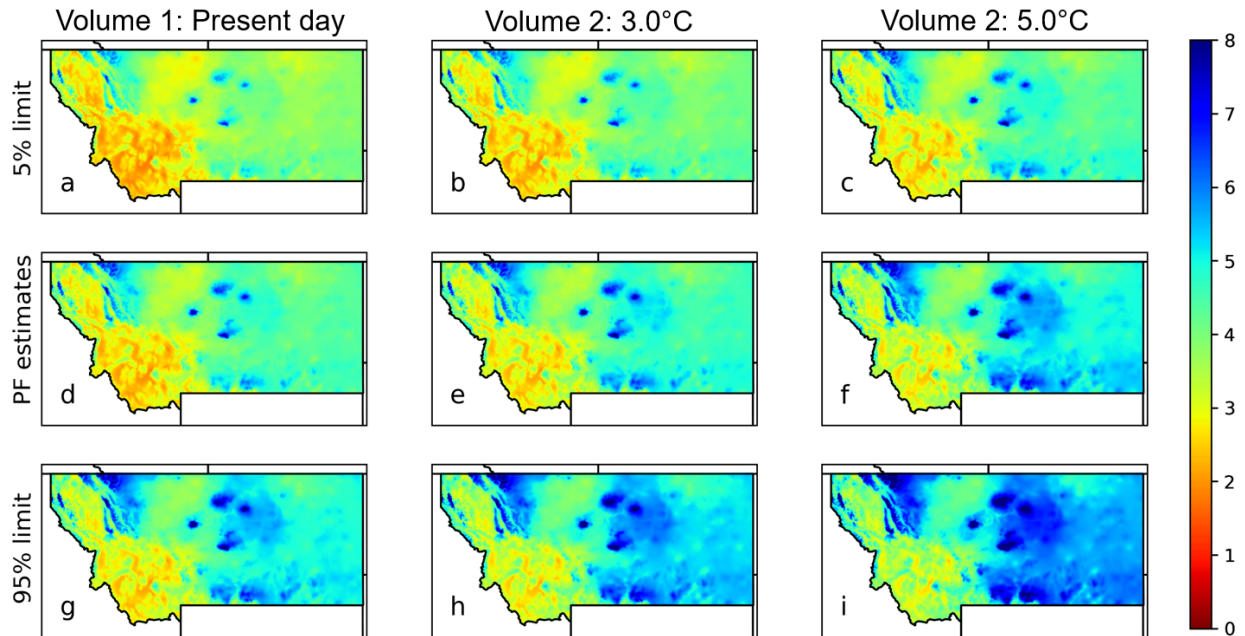 Volume 1: Present day
Volume 2: 3.0°C
Volume 2: 5.0°C
5% limit
a
b
c
PF estimates
d
e
f
95% limit
g
h
i
8
7
6
5
4
3
2
1
0